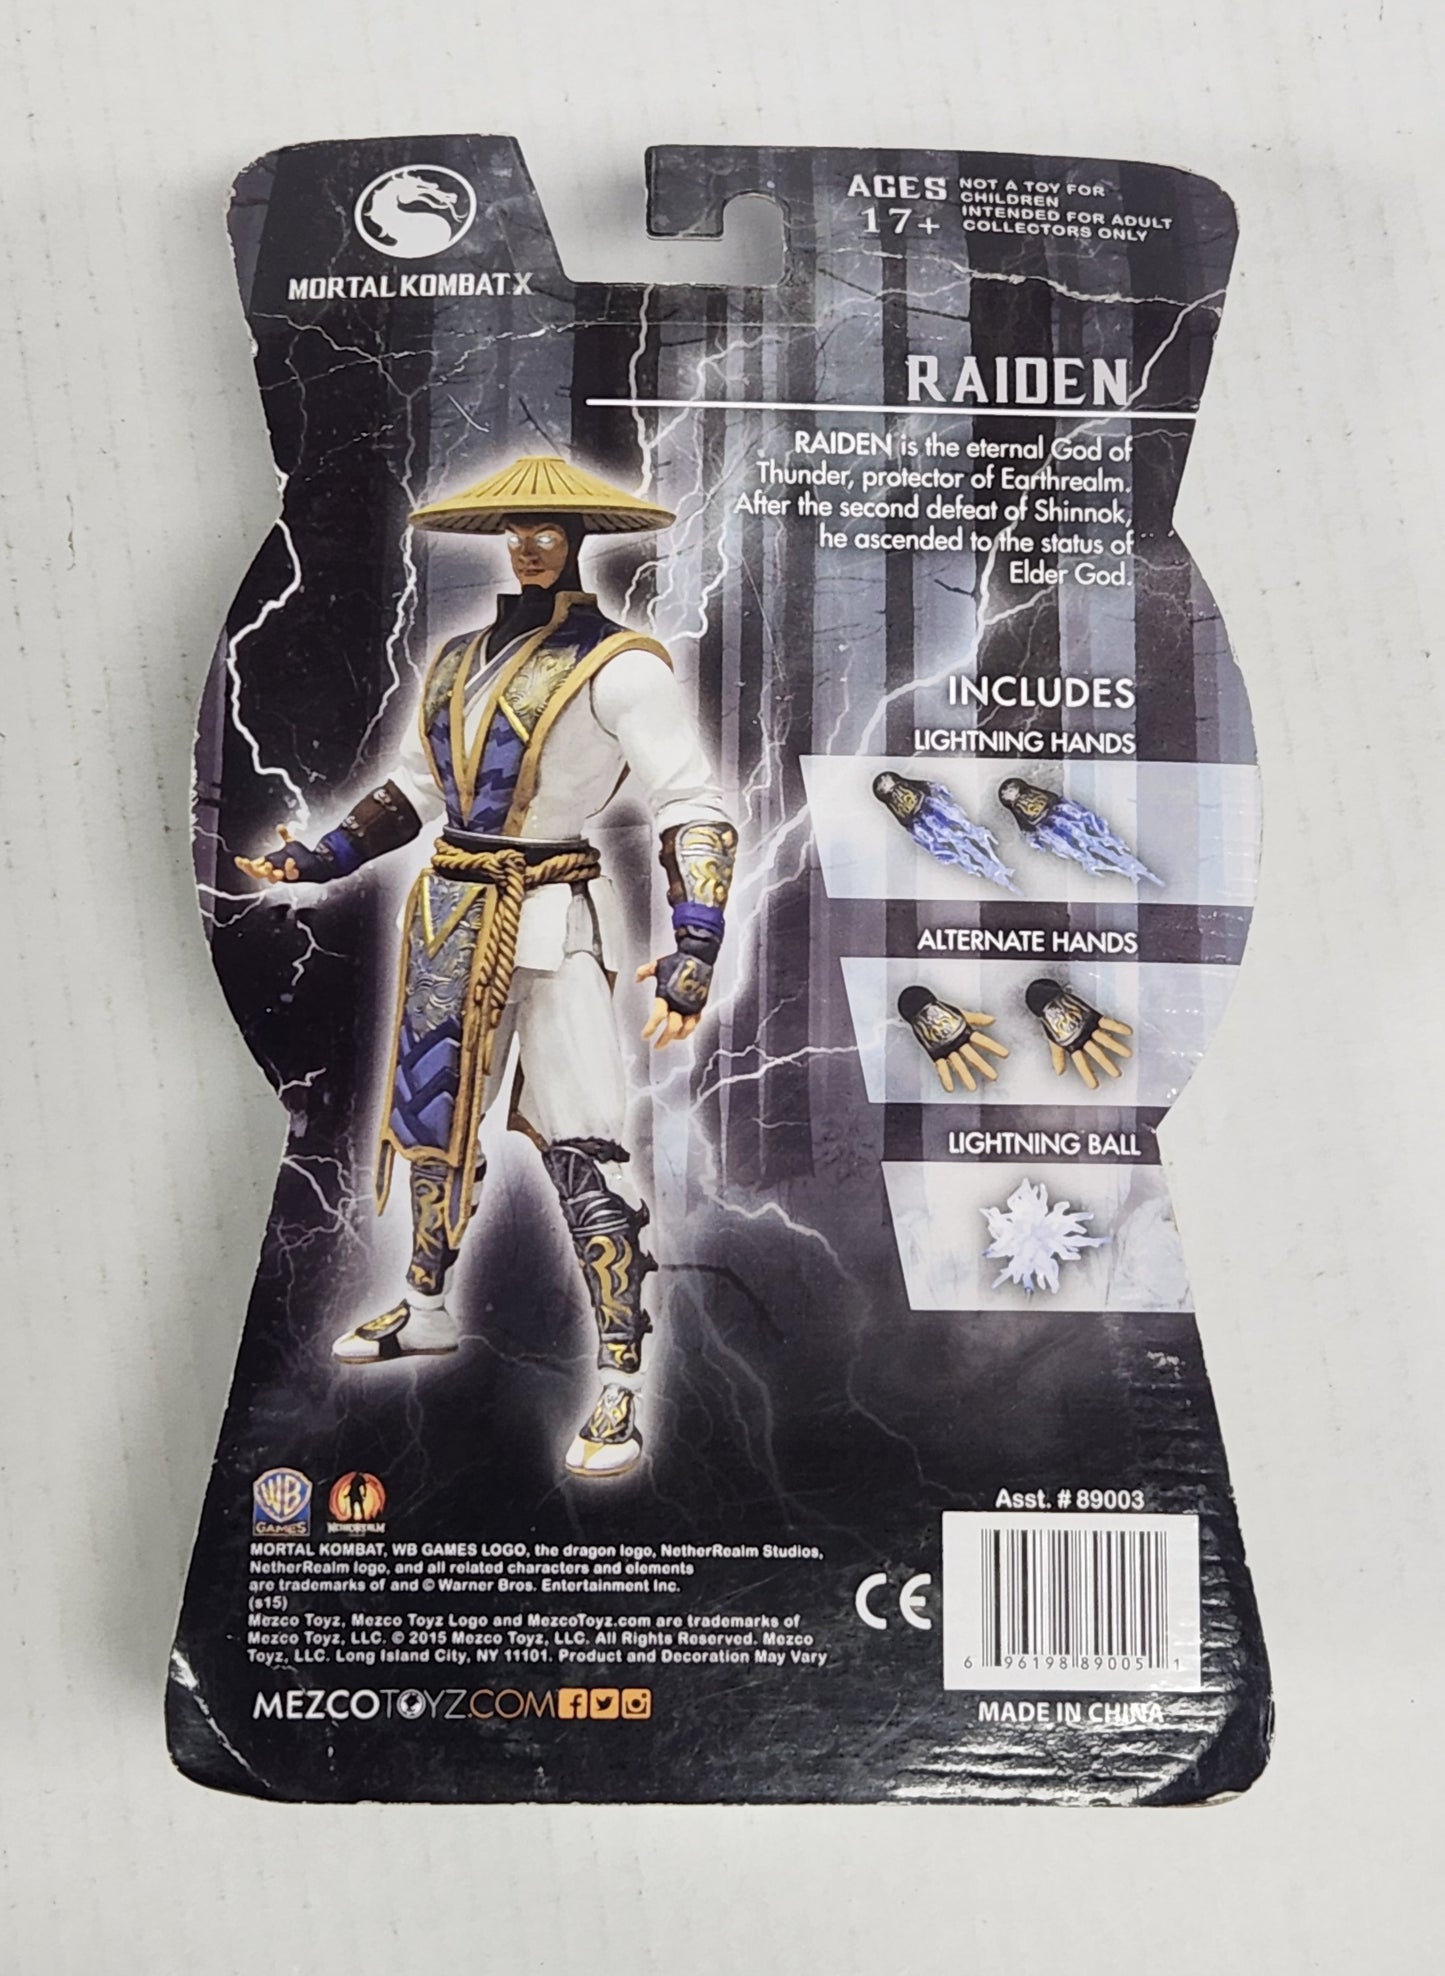 MORTAL KOMBAT X
AGES
17+
NOT A TOY FOR
CHILDREN
INTENDED FOR ADULT
COLLECTORS ONLY
RAIDEN
RAIDEN is the eternal God of
Thunder, protector of Earthrealm.
After the second defeat of Shinnok,
he ascended to the status of
Elder God.
INCLUDES
LIGHTNING HANDS
ALTERNATE HANDS
LIGHTNING BALL
WB
GAMES
NETHERREALM
MORTAL KOMBAT, WB GAMES LOGO, the dragon logo, NetherRealm Studios,
NetherRealm logo, and all related characters and elements
are trademarks of and © Warner Bros. Entertainment Inc.
(s15)
Mezco Toyz, Mezco Toyz Logo and MezcoToyz.com are trademarks of
Mezco Toyz, LLC. © 2015 Mezco Toyz, LLC. All Rights Reserved. Mezco
Toyz, LLC. Long Island City, NY 11101. Product and Decoration May Vary
MEZCOTOYZ.COM
CE
Asst. # 89003
6 96198 89005 1
MADE IN CHINA